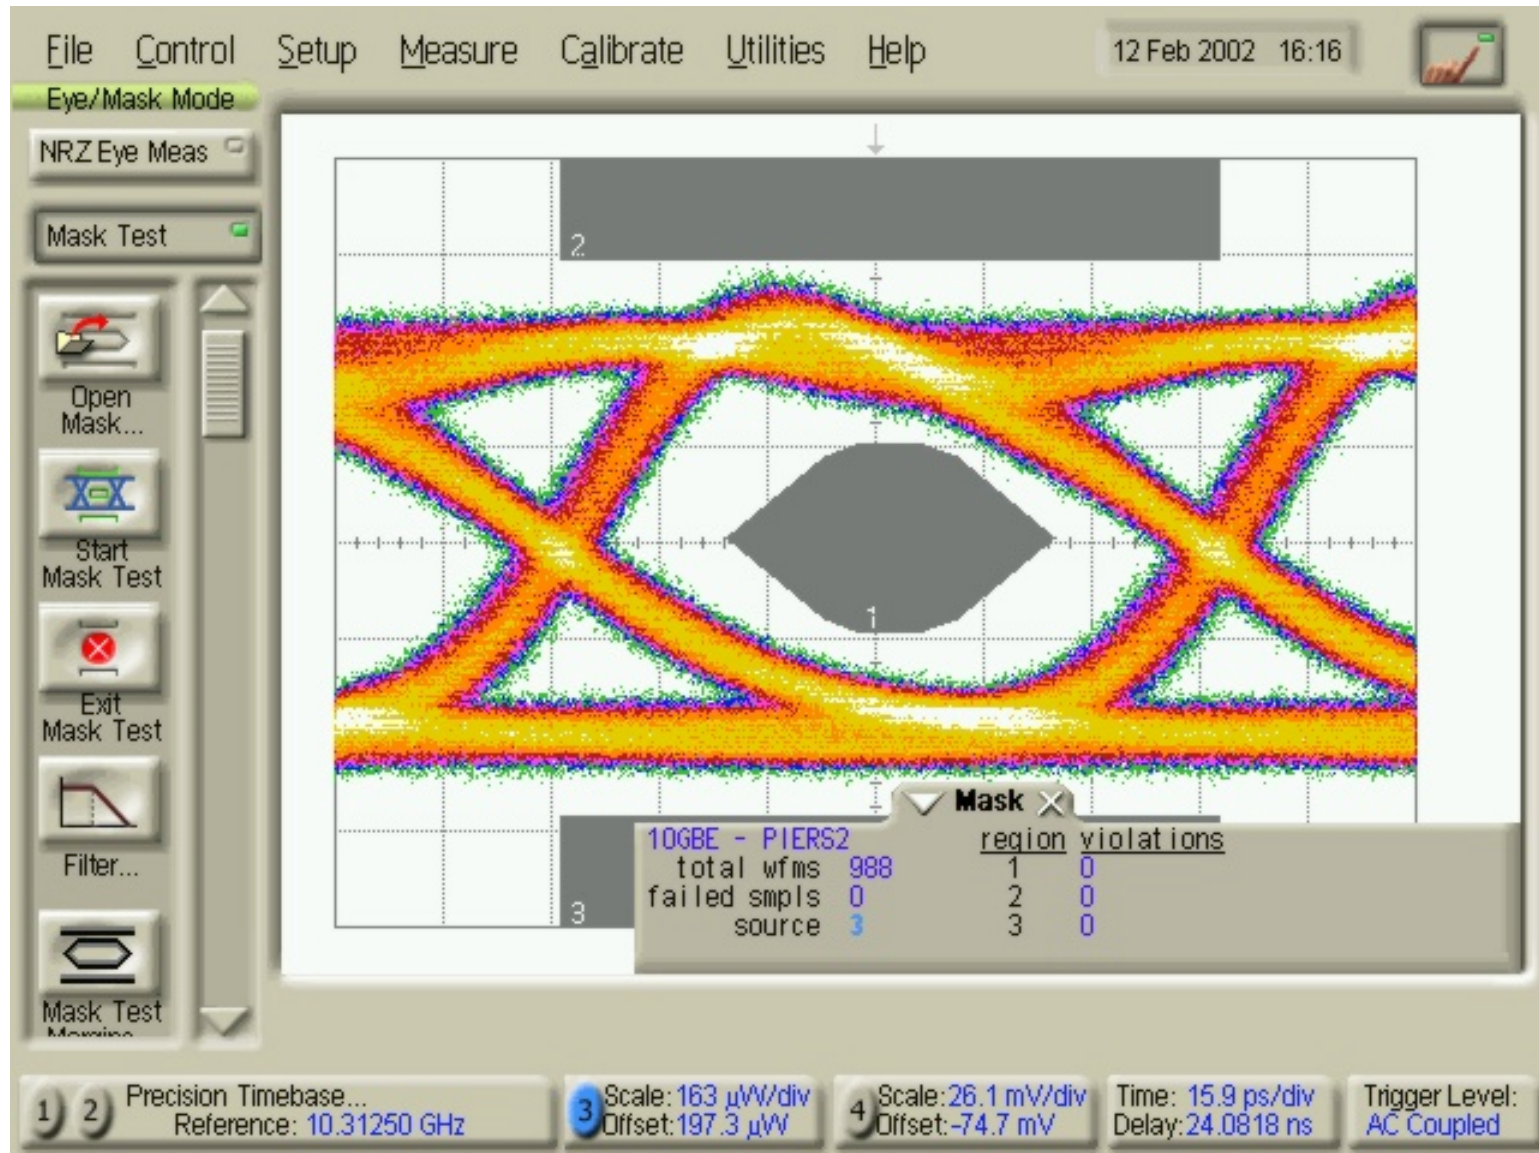 File Control Setup Measure Calibrate Utilities Help 12 Feb 2002 16:16
Eye/Mask Mode
NRZ Eye Meas
Mask Test
Open
Mask...
Start
Mask Test
Exit
Mask Test
Filter...
Mask Test
Margins
2
1
3
Mask
10GBE - PIERS2 region violations
total wfms 988 1 0
failed smpls 0 2 0
source 3 3 0
1 2 Precision Timebase...
Reference: 10.31250 GHz
3 Scale: 163 µW/div
Offset: 197.3 µW
4 Scale: 26.1 mV/div
Offset: -74.7 mV
Time: 15.9 ps/div
Delay: 24.0818 ns
Trigger Level:
AC Coupled